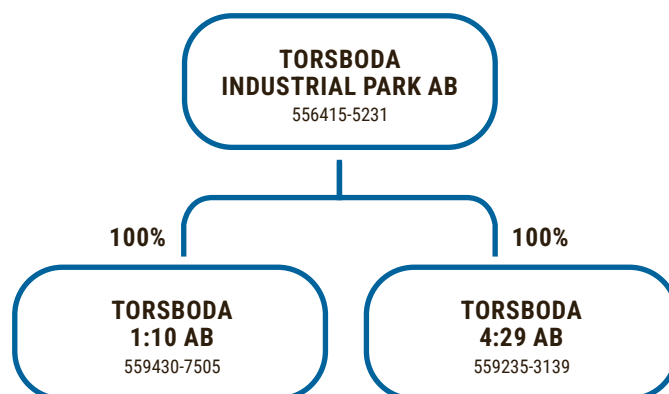 TORSBODA
INDUSTRIAL PARK AB
556415-5231
100%
100%
TORSBODA
1:10 AB
559430-7505
TORSBODA
4:29 AB
559235-3139